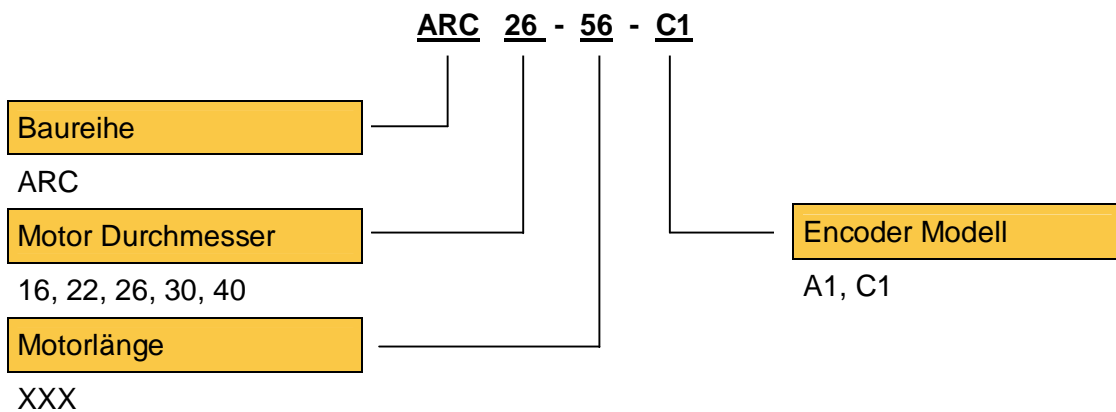 ARC 26 - 56 - C1
Baureihe
ARC
Motor Durchmesser
16, 22, 26, 30, 40
Motorlänge
XXX
Encoder Modell
A1, C1